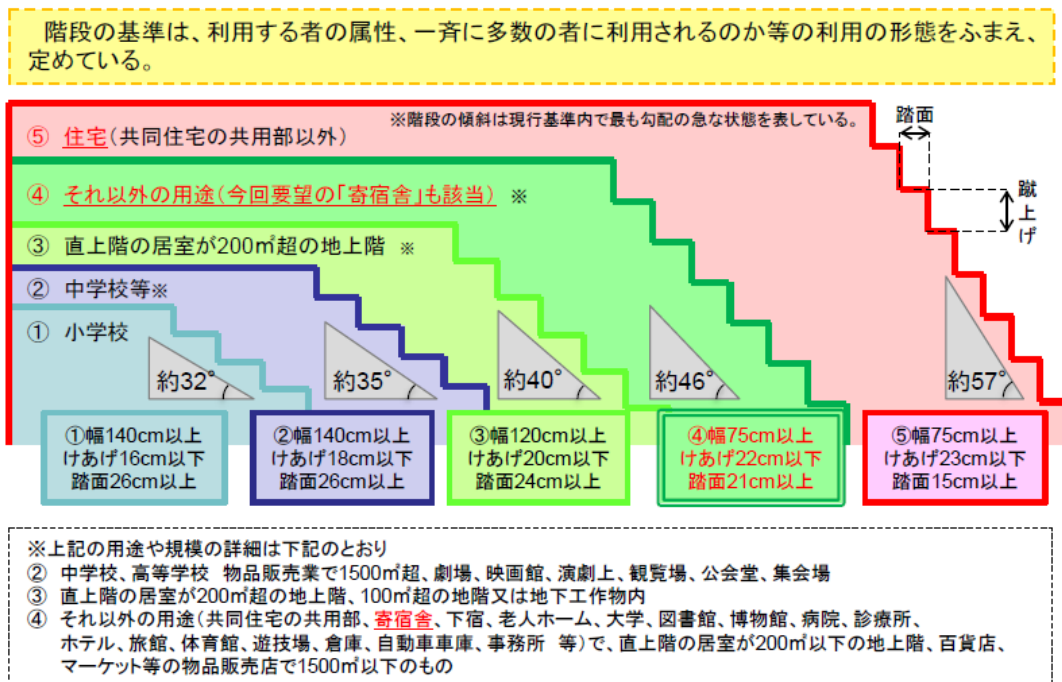 階段の基準は、利用する者の属性、一斉に多数の者に利用されるのか等の利用の形態をふまえ、
定めている。
※階段の傾斜は現行基準内で最も勾配の急な状態を表している。
踏面
蹴上げ
⑤ 住宅(共同住宅の共用部以外)
④ それ以外の用途(今回要望の「寄宿舎」も該当) ※
③ 直上階の居室が200㎡超の地上階 ※
② 中学校等※
① 小学校
約32°
約35°
約40°
約46°
約57°
①幅140cm以上
けあげ16cm以下
踏面26cm以上
②幅140cm以上
けあげ18cm以下
踏面26cm以上
③幅120cm以上
けあげ20cm以下
踏面24cm以上
④幅75cm以上
けあげ22cm以下
踏面21cm以上
⑤幅75cm以上
けあげ23cm以下
踏面15cm以上
※上記の用途や規模の詳細は下記のとおり
② 中学校、高等学校 物品販売業で1500㎡超、劇場、映画館、演劇上、観覧場、公会堂、集会場
③ 直上階の居室が200㎡超の地上階、100㎡超の地階又は地下工作物内
④ それ以外の用途(共同住宅の共用部、寄宿舎、下宿、老人ホーム、大学、図書館、博物館、病院、診療所、
ホテル、旅館、体育館、遊技場、倉庫、自動車車庫、事務所 等)で、直上階の居室が200㎡以下の地上階、百貨店、
マーケット等の物品販売店で1500㎡以下のもの